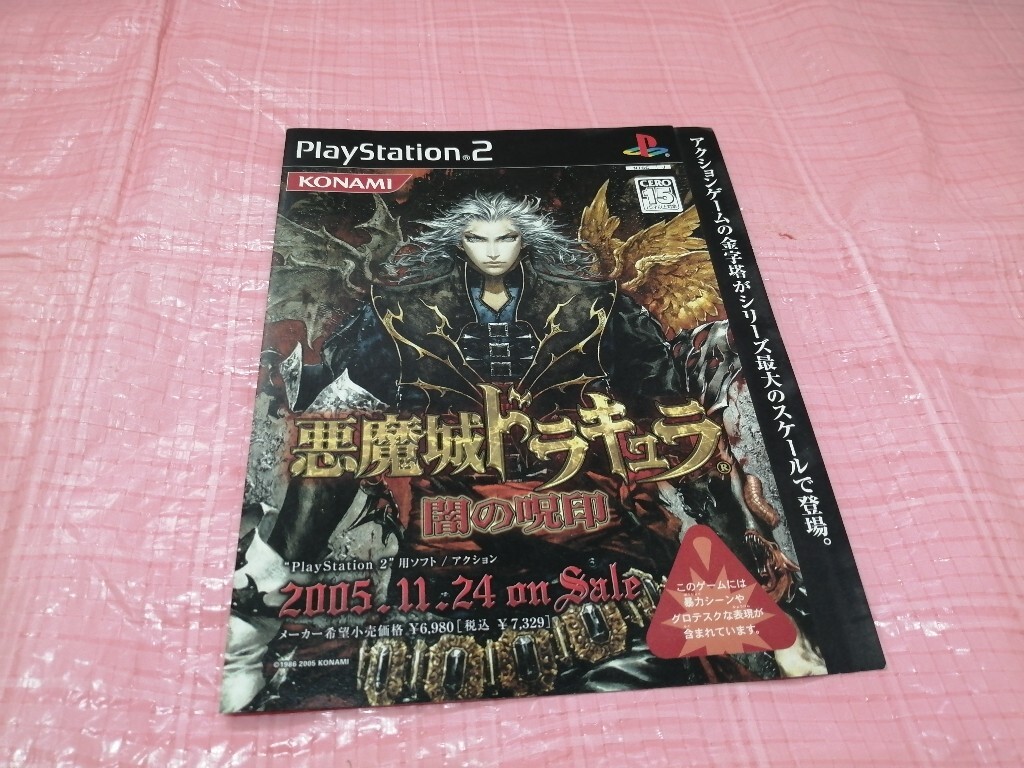 PlayStation®2
KONAMI
CERO
15
アクションゲームの金字塔がシリーズ最大のスケールで登場。
悪魔城ドラキュラ®
闇の呪印
"PlayStation 2" 用ソフト / アクション
2005.11.24 on Sale
メーカー希望小売価格 ¥6,980 [税込 ¥7,329]
©1986 2005 KONAMI
このゲームには
暴力シーンや
グロテスクな表現が
含まれています。